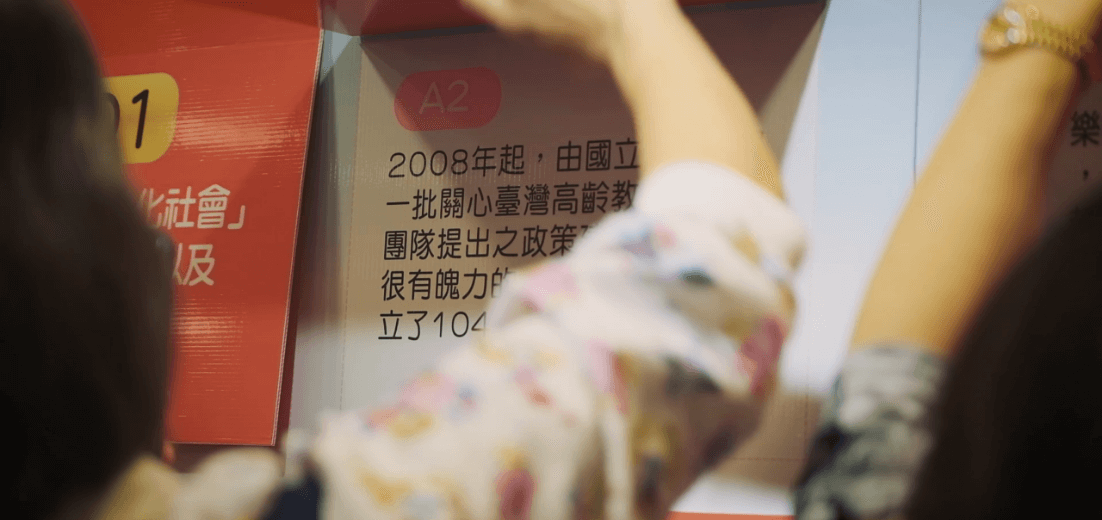 1
化社會」
以及
A2
2008年起，由國立
一批關心臺灣高齡教
團隊提出之政策
很有魄力的
立了104
樂
，